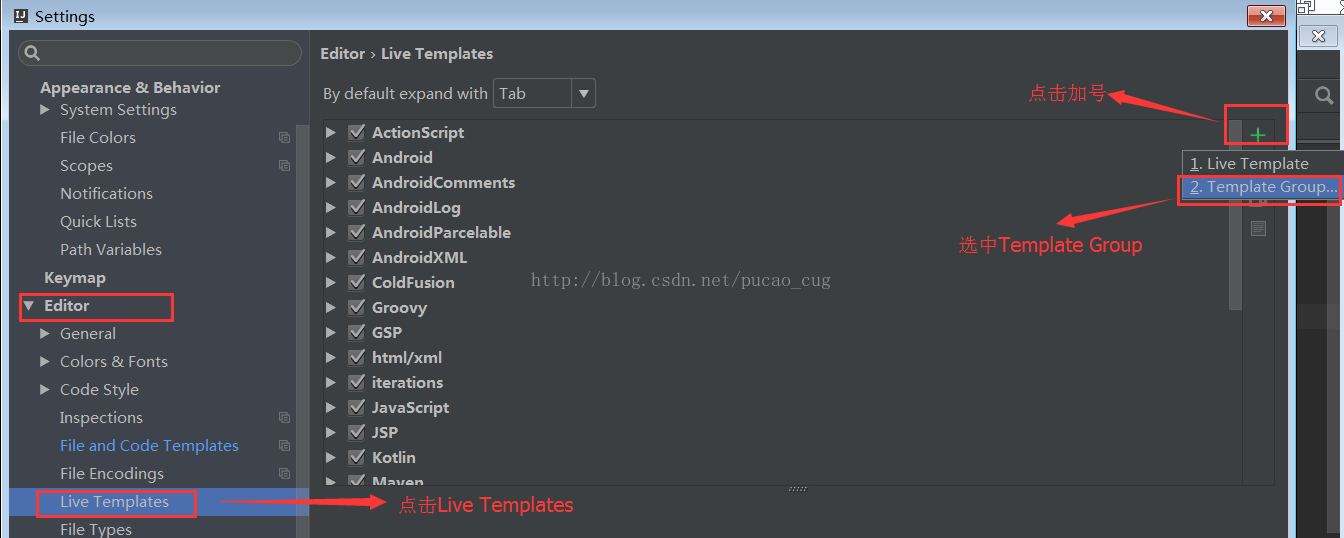 Settings
Appearance & Behavior
System Settings
File Colors
Scopes
Notifications
Quick Lists
Path Variables
Keymap
Editor
General
Colors & Fonts
Code Style
Inspections
File and Code Templates
File Encodings
Live Templates
File Types
Editor › Live Templates
By default expand with Tab
ActionScript
Android
AndroidComments
AndroidLog
AndroidParcelable
AndroidXML
ColdFusion
Groovy
GSP
html/xml
iterations
JavaScript
JSP
Kotlin
Maven
点击加号
1. Live Template
2. Template Group...
选中Template Group
http://blog.csdn.net/pucao_cug
点击Live Templates